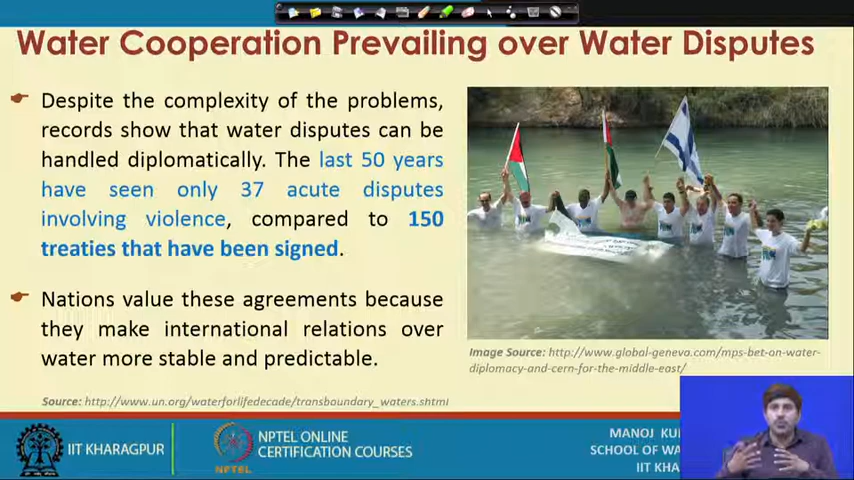 Water Cooperation Prevailing over Water Disputes
Despite the complexity of the problems,
records show that water disputes can be
handled diplomatically. The last 50 years
have seen only 37 acute disputes
involving violence, compared to 150
treaties that have been signed.
Nations value these agreements because
they make international relations over
water more stable and predictable.
Source: http://www.un.org/waterforlifedecade/transboundary_waters.shtml
Image Source: http://www.global-geneva.com/mps-bet-on-water-
diplomacy-and-cern-for-the-middle-east/
IIT KHARAGPUR
NPTEL
NPTEL ONLINE
CERTIFICATION COURSES
MANOJ
SCHOOL OF
IIT